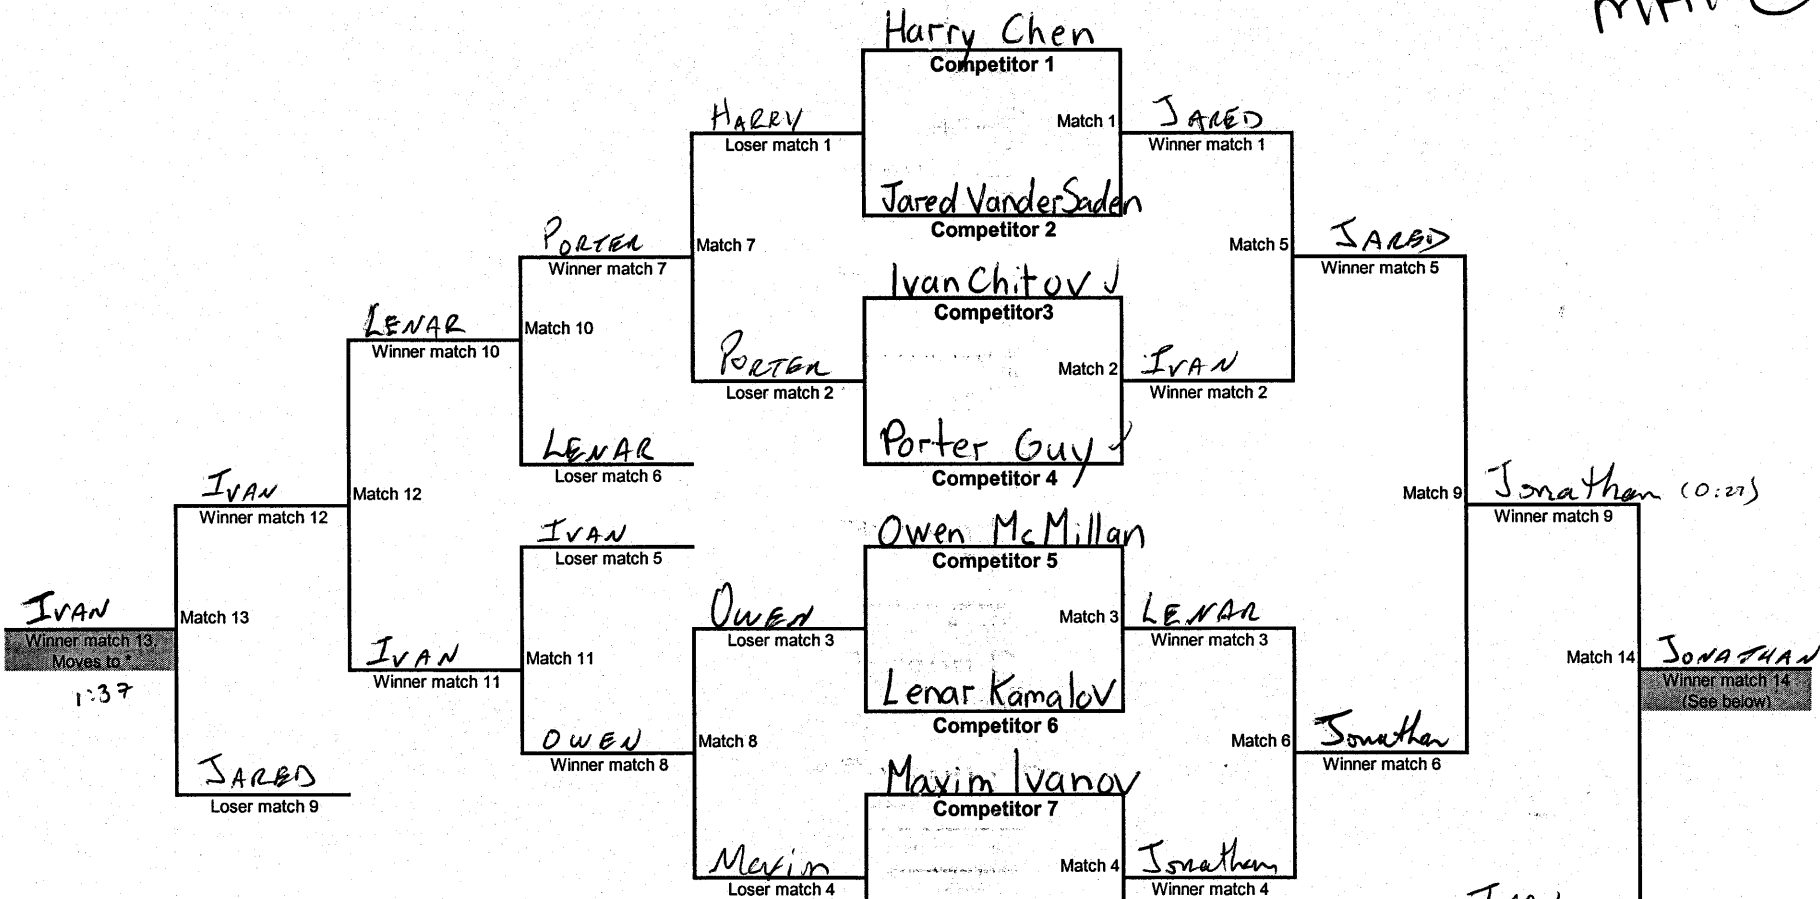 Harry Chen
Competitor 1
HARRY
Match 1
JARED
Loser match 1
Winner match 1
Jared VanderSaden
Competitor 2
PORTER
Match 7
Match 5
JARED
Winner match 7
Winner match 5
Ivan Chitov
Competitor3
LENAR
Match 10
Winner match 10
PORTER
Match 2
IVAN
Loser match 2
Winner match 2
LENAR
Porter Guy
Loser match 6
Competitor 4
IVAN
Match 12
Match 9
Jonathan (0:27)
Winner match 12
Winner match 9
IVAN
Owen McMillan
Loser match 5
Competitor 5
IVAN
Match 13
OWEN
Match 3
LENAR
Winner match 13,
Moves to *
Loser match 3
Winner match 3
1:37
IVAN
Match 11
Match 14
JONATHAN
Winner match 11
Winner match 14
(See below)
Lenar Kamalov
Competitor 6
OWEN
Match 8
Match 6
Jonathan
Winner match 8
Winner match 6
JARED
Maxim Ivanov
Loser match 9
Competitor 7
Maxim
Match 4
Jonathan
Loser match 4
Winner match 4